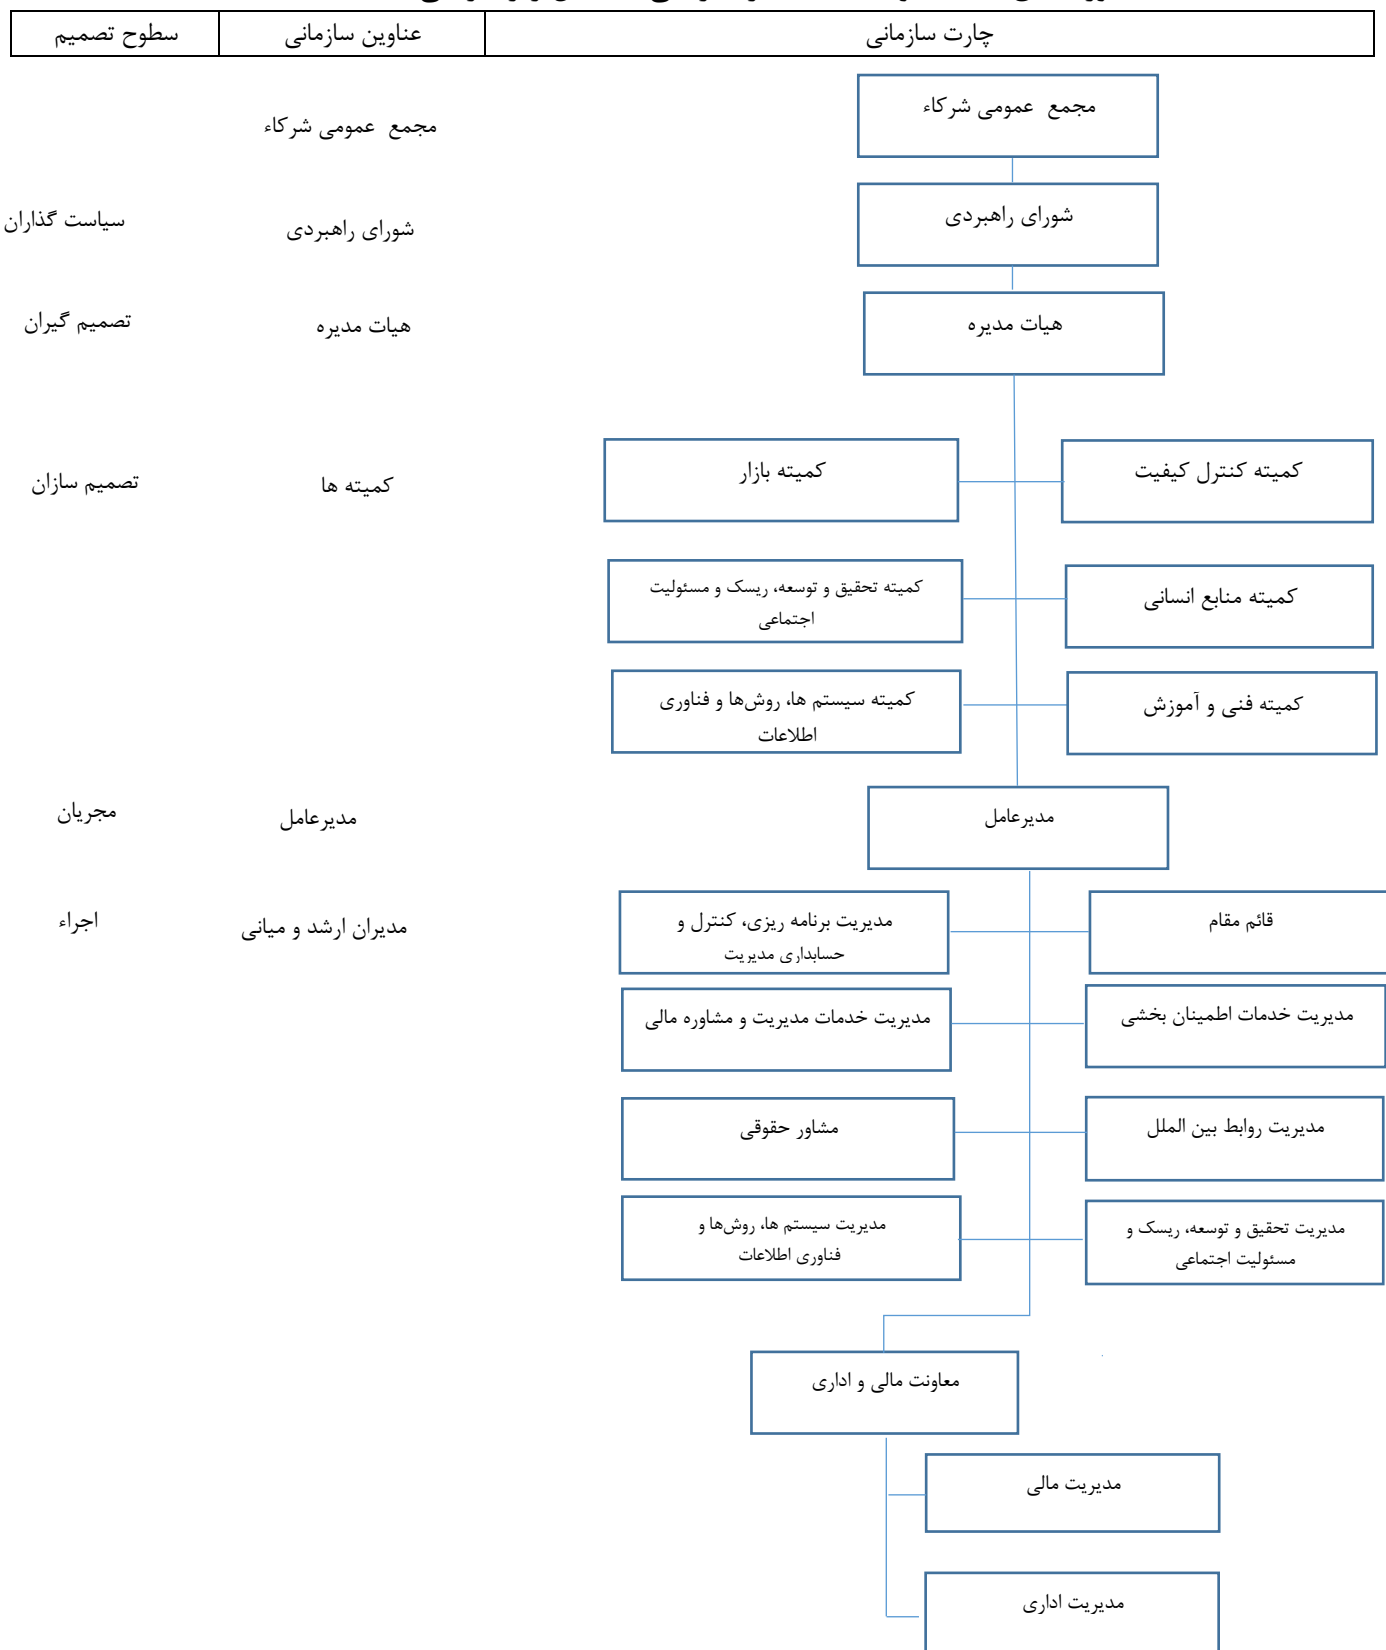 چارت سازمانی
عناوین سازمانی
سطوح تصمیم
مجمع عمومی شرکاء
مجمع عمومی شرکاء
شورای راهبردی
شورای راهبردی
سیاست گذاران
هیات مدیره
هیات مدیره
تصمیم گیران
کمیته کنترل کیفیت
کمیته بازار
کمیته ها
تصمیم سازان
کمیته منابع انسانی
کمیته تحقیق و توسعه، ریسک و مسئولیت
اجتماعی
کمیته فنی و آموزش
کمیته سیستم ها، روش‌ها و فناوری
اطلاعات
مدیرعامل
مدیرعامل
مجریان
قائم مقام
مدیریت برنامه ریزی، کنترل و
حسابداری مدیریت
مدیران ارشد و میانی
اجراء
مدیریت خدمات اطمینان بخشی
مدیریت خدمات مدیریت و مشاوره مالی
مدیریت روابط بین الملل
مشاور حقوقی
مدیریت تحقیق و توسعه، ریسک و
مسئولیت اجتماعی
مدیریت سیستم ها، روش‌ها و
فناوری اطلاعات
معاونت مالی و اداری
مدیریت مالی
مدیریت اداری